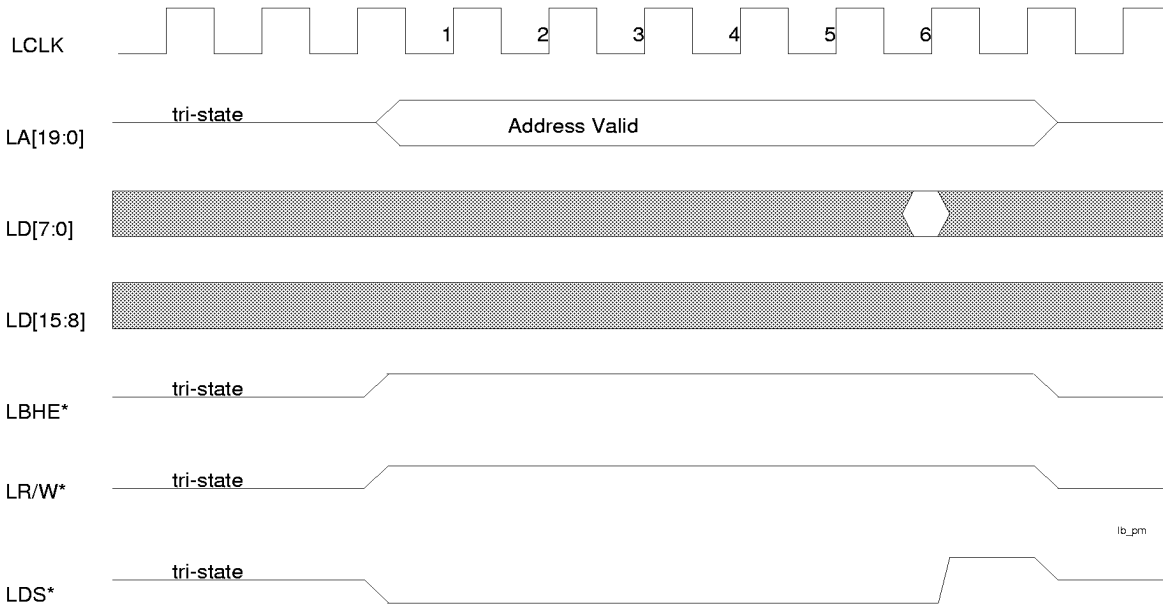 LCLK 1 2 3 4 5 6
LA[19:0] tri-state Address Valid
LD[7:0]
LD[15:8]
LBHE* tri-state
LR/W* tri-state
lb_pm
LDS* tri-state